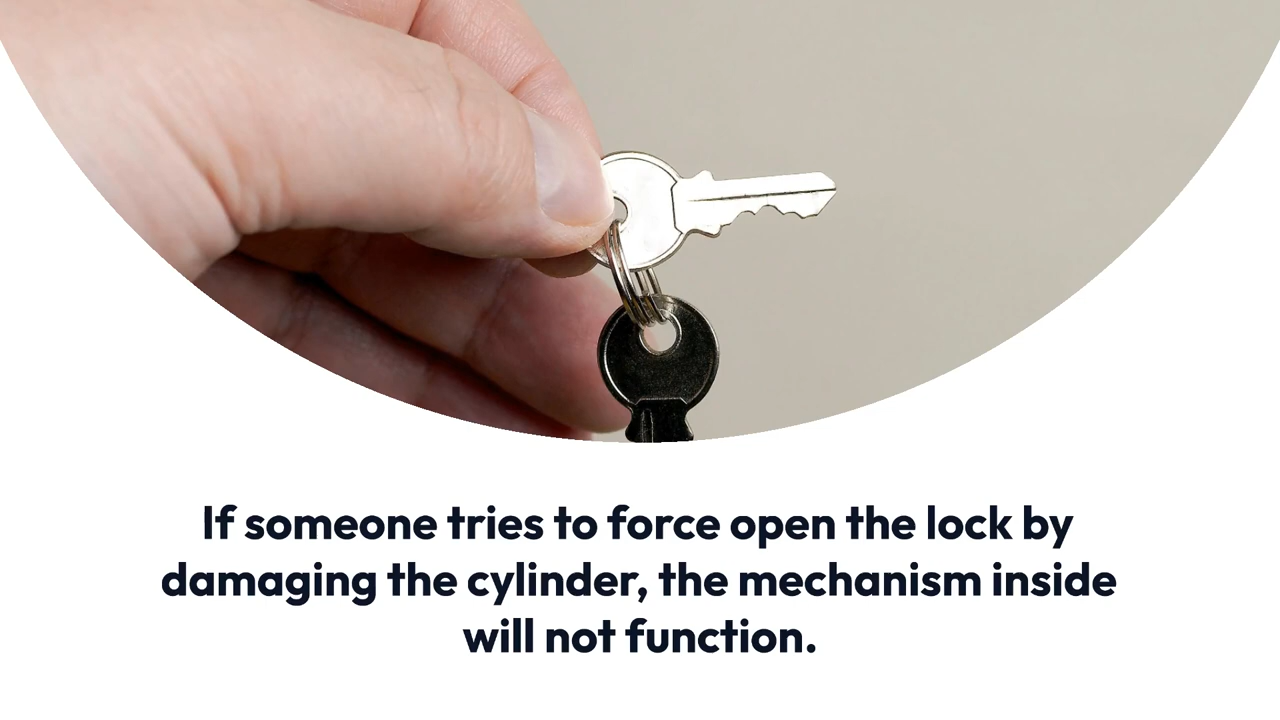 If someone tries to force open the lock by
damaging the cylinder, the mechanism inside
will not function.